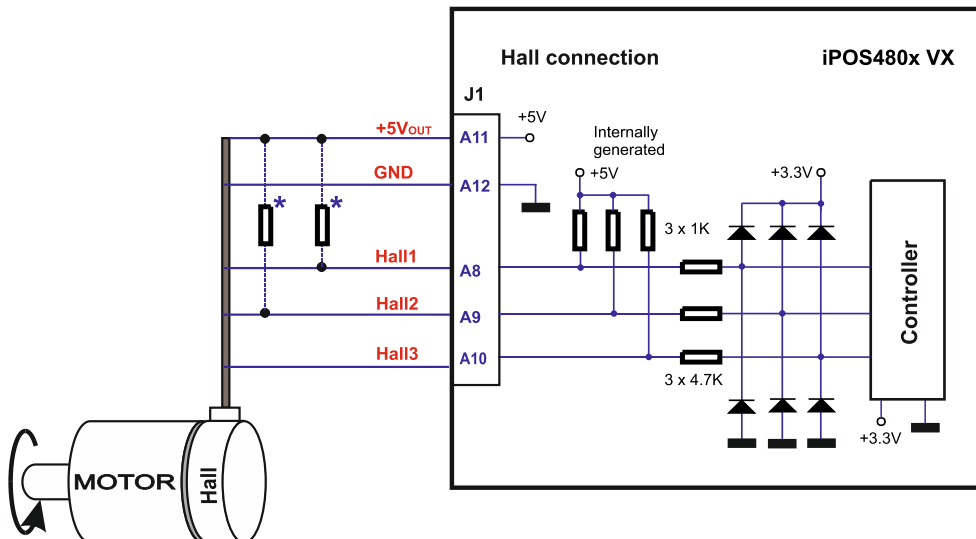 Hall connection
iPOS480x VX
J1
+5VOUT
A11
+5V
Internally
generated
+5V
+3.3V
GND
A12
*
*
3 x 1K
Hall1
A8
Hall2
A9
Hall3
A10
3 x 4.7K
Controller
+3.3V
MOTOR
Hall